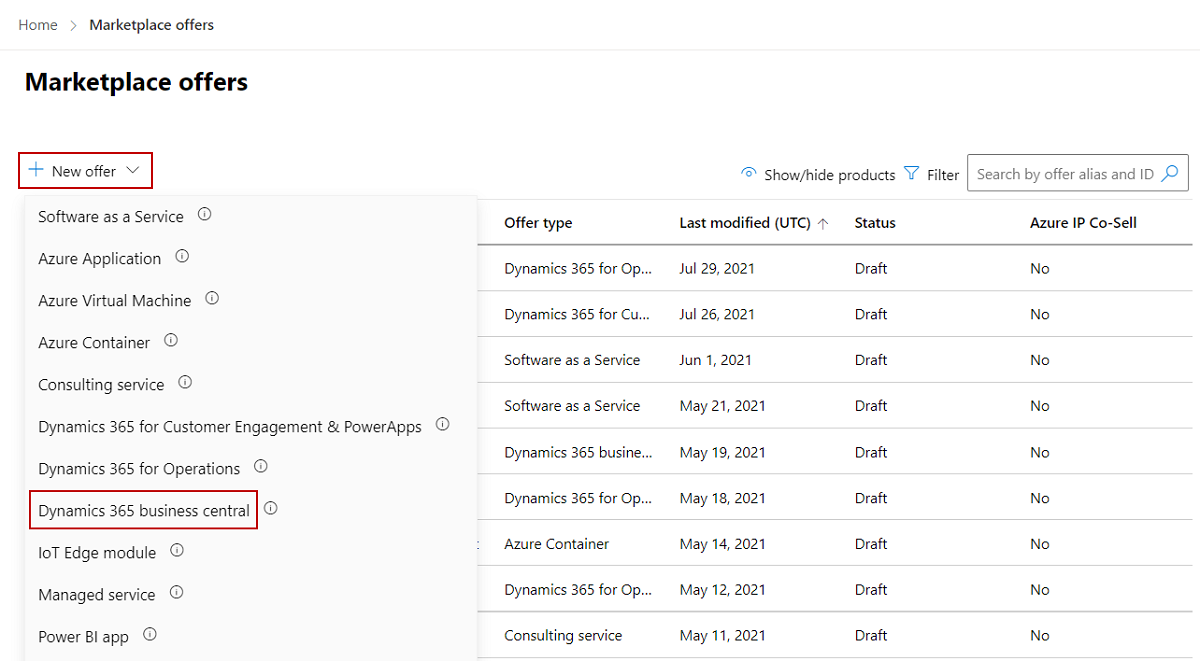 Home > Marketplace offers
Marketplace offers
+ New offer
Show/hide products Filter Search by offer alias and ID
Software as a Service
Azure Application
Azure Virtual Machine
Azure Container
Consulting service
Dynamics 365 for Customer Engagement & PowerApps
Dynamics 365 for Operations
Dynamics 365 business central
IoT Edge module
Managed service
Power BI app
Offer type Last modified (UTC) ↑ Status Azure IP Co-Sell
Dynamics 365 for Op... Jul 29, 2021 Draft No
Dynamics 365 for Cu... Jul 26, 2021 Draft No
Software as a Service Jun 1, 2021 Draft No
Software as a Service May 21, 2021 Draft No
Dynamics 365 busine... May 19, 2021 Draft No
Dynamics 365 for Op... May 18, 2021 Draft No
Azure Container May 14, 2021 Draft No
Dynamics 365 for Op... May 12, 2021 Draft No
Consulting service May 11, 2021 Draft No